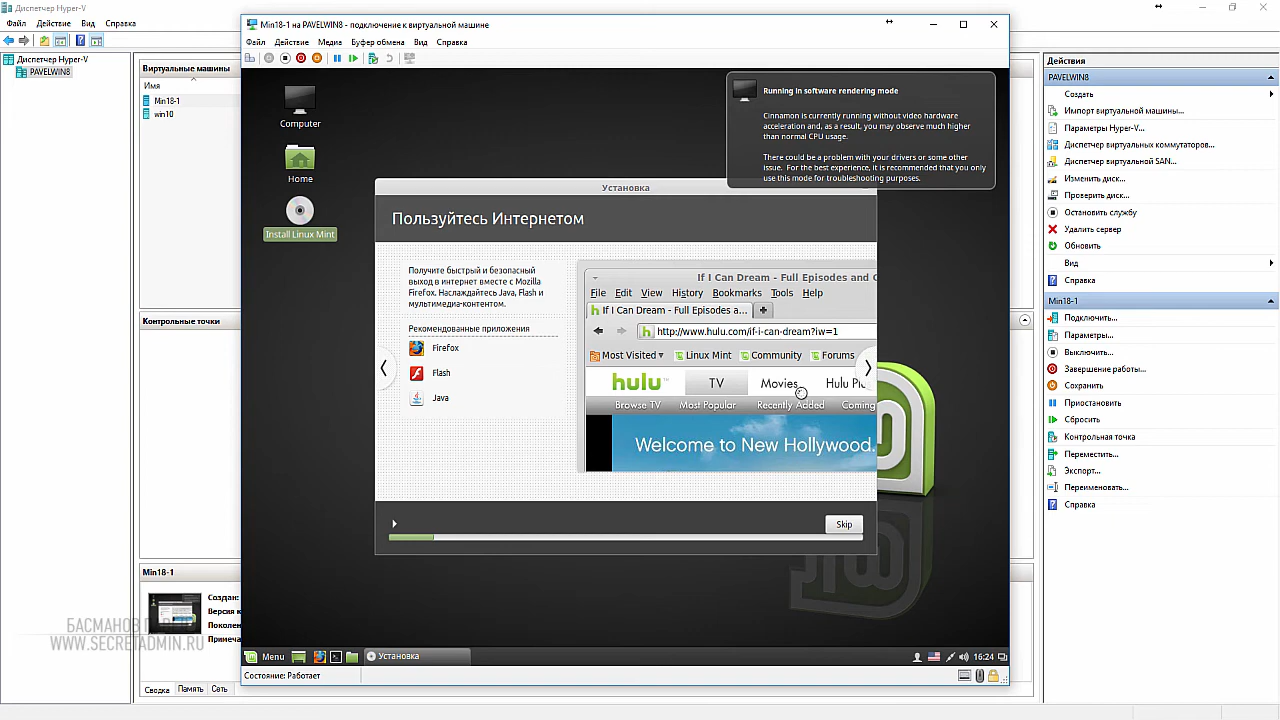 Диспетчер Hyper-V
Файл Действие Вид Справка
Диспетчер Hyper-V
PAVELWIN8
Виртуальные машины
Имя
Min18-1
win10
Контрольные точки
Min18-1
Создан:
Версия к
Поколен
Примеча
Сводка Память Сеть
БАСМАНОВ
WWW.SECRETADMIN.RU
Min18-1 на PAVELWIN8 - подключение к виртуальной машине
Файл Действие Медиа Буфер обмена Вид Справка
Computer
Home
Install Linux Mint
Running in software rendering mode
Cinnamon is currently running without video hardware
acceleration and, as a result, you may observe much higher
than normal CPU usage.
There could be a problem with your drivers or some other
issue. For the best experience, it is recommended that you only
use this mode for troubleshooting purposes.
Установка
Пользуйтесь Интернетом
Получите быстрый и безопасный
выход в интернет вместе с Mozilla
Firefox. Наслаждайтесь Java, Flash и
мультимедиа-контентом.
Рекомендованные приложения
Firefox
Flash
Java
If I Can Dream - Full Episodes and C
File Edit View History Bookmarks Tools Help
If I Can Dream - Full Episodes a...
http://www.hulu.com/if-i-can-dream?iw=1
Most Visited Linux Mint Community Forums
hulu TV Movies Hulu Pl
Browse TV Most Popular Recently Added Coming
Welcome to New Hollywood.
Skip
Menu Установка 16:24
Состояние: Работает
Действия
PAVELWIN8
Создать
Импорт виртуальной машины...
Параметры Hyper-V...
Диспетчер виртуальных коммутаторов...
Диспетчер виртуальной SAN...
Изменить диск...
Проверить диск...
Остановить службу
Удалить сервер
Обновить
Вид
Справка
Min18-1
Подключить...
Параметры...
Выключить...
Завершение работы...
Сохранить
Приостановить
Сбросить
Контрольная точка
Переместить...
Экспорт...
Переименовать...
Справка